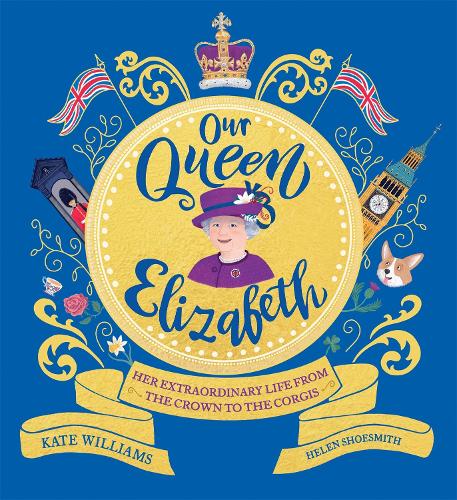 Our
Queen
Elizabeth
HER EXTRAORDINARY LIFE FROM
THE CROWN TO THE CORGIS
KATE WILLIAMS
HELEN SHOESMITH